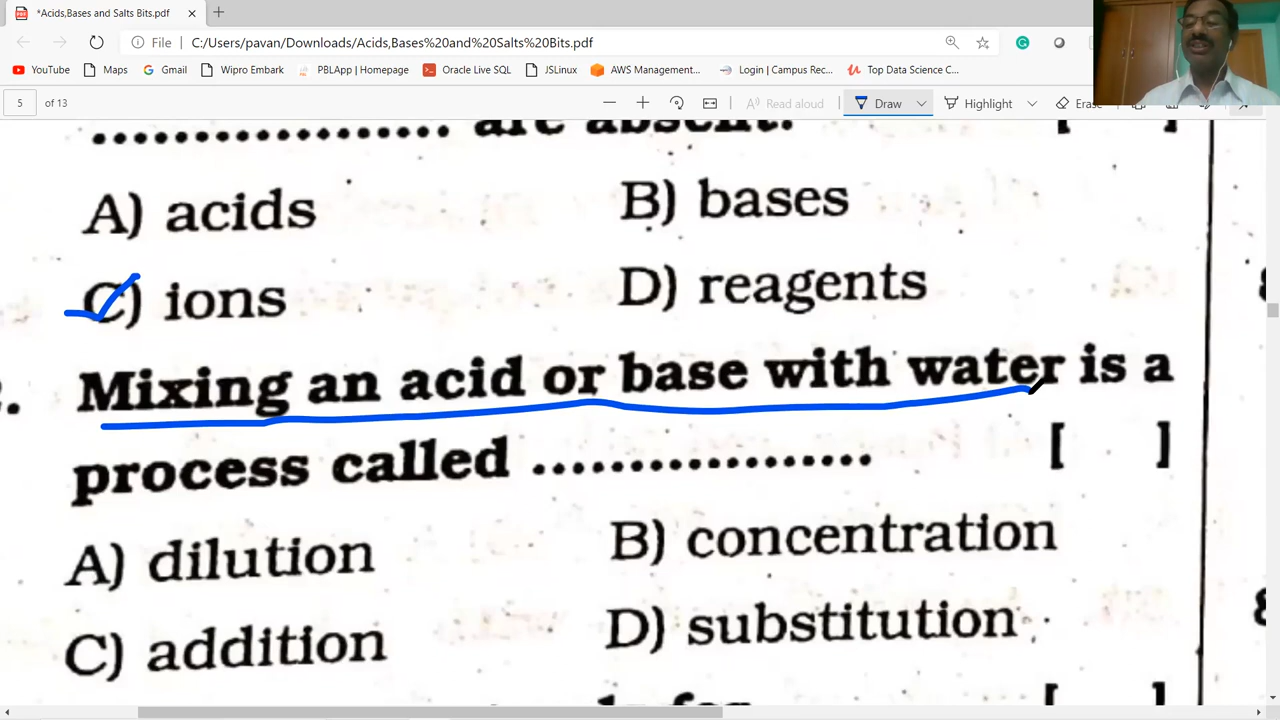 *Acids,Bases and Salts Bits.pdf
File C:/Users/pavan/Downloads/Acids,Bases%20and%20Salts%20Bits.pdf
YouTube Maps Gmail Wipro Embark PBLApp | Homepage Oracle Live SQL JSLinux AWS Management... Login | Campus Rec... Top Data Science C...
5 of 13 Read aloud Draw Highlight Erase
.................. are absent. [ ]
A) acids B) bases
C) ions D) reagents
Mixing an acid or base with water is a
process called .................. [ ]
A) dilution B) concentration
C) addition D) substitution